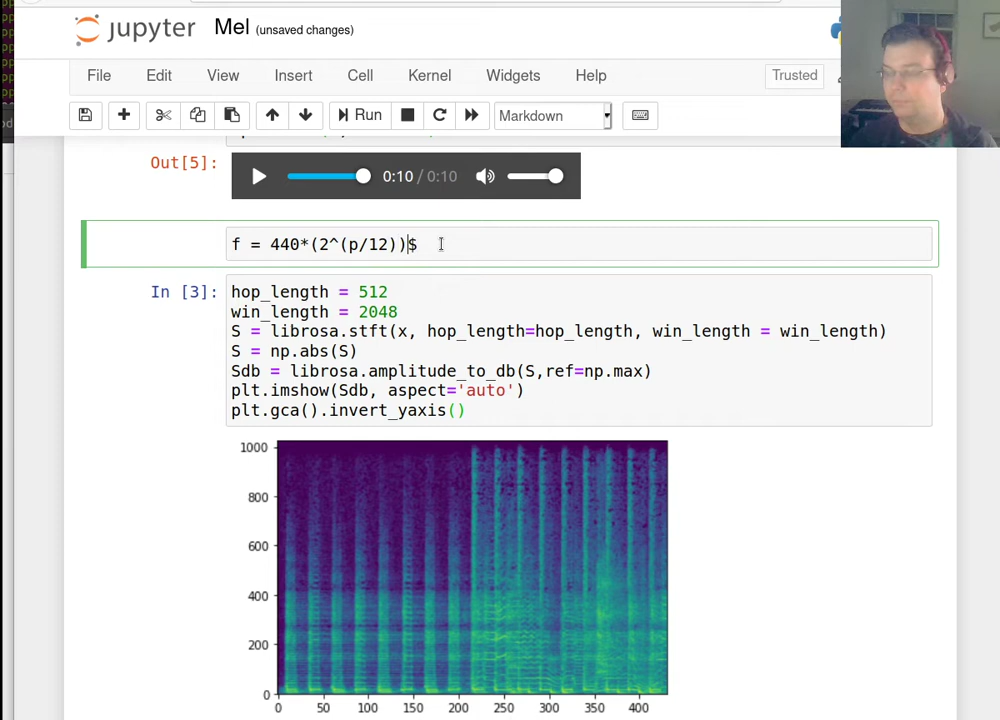 jupyter Mel (unsaved changes)
File Edit View Insert Cell Kernel Widgets Help Trusted
Run Markdown
Out[5]:
0:10 / 0:10
f = 440*(2^(p/12))$
In [3]:
hop_length = 512
win_length = 2048
S = librosa.stft(x, hop_length=hop_length, win_length = win_length)
S = np.abs(S)
Sdb = librosa.amplitude_to_db(S,ref=np.max)
plt.imshow(Sdb, aspect='auto')
plt.gca().invert_yaxis()
1000
800
600
400
200
0
0 50 100 150 200 250 300 350 400